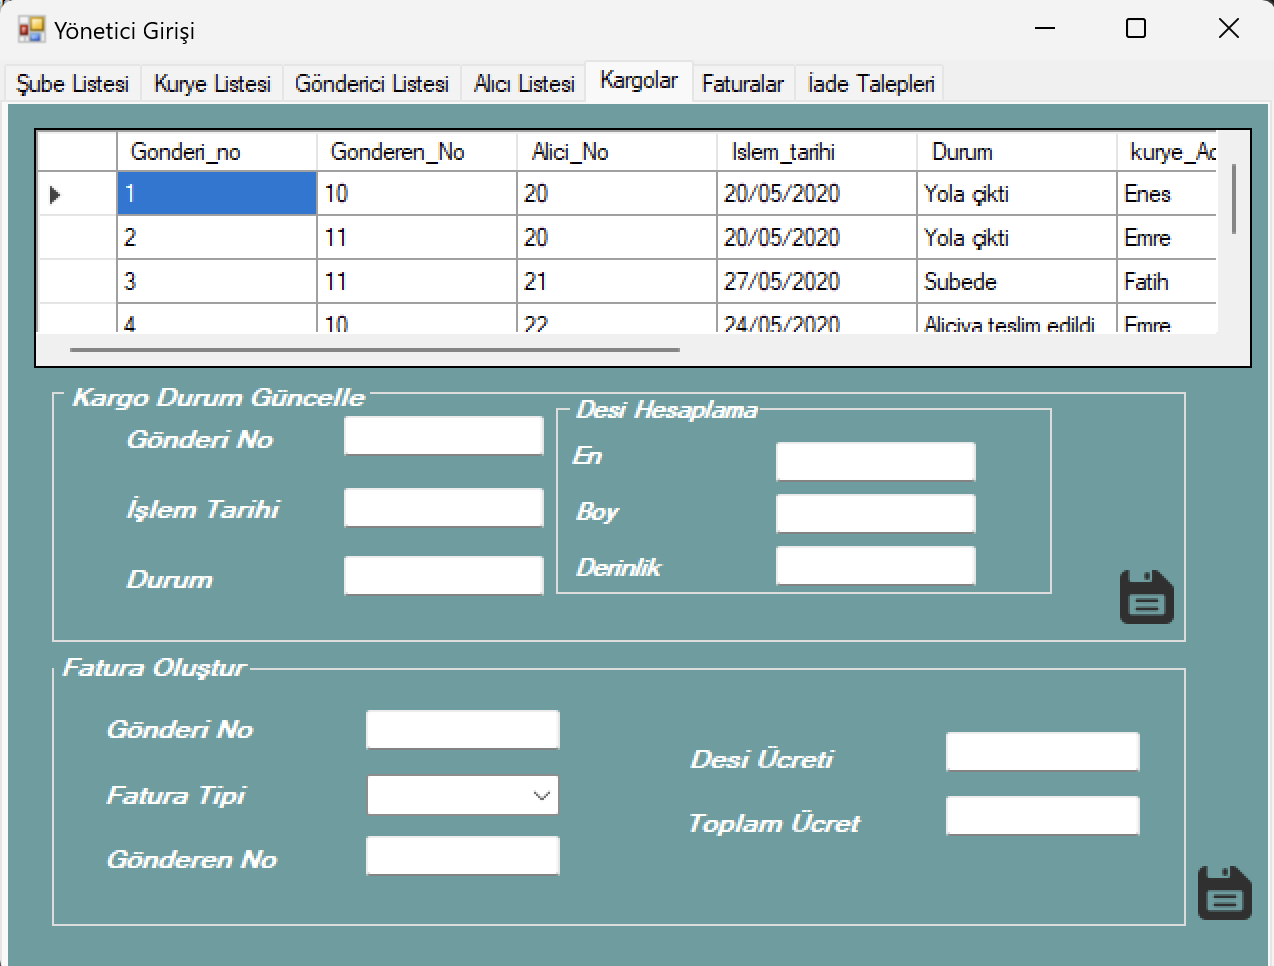 Yönetici Girişi
Şube Listesi Kurye Listesi Gönderici Listesi Alıcı Listesi Kargolar Faturalar İade Talepleri
Gonderi_no Gonderen_No Alici_No Islem_tarihi Durum kurye_Ac
1 10 20 20/05/2020 Yola çikti Enes
2 11 20 20/05/2020 Yola çikti Emre
3 11 21 27/05/2020 Subede Fatih
4 10 22 24/05/2020 Aliciya teslim edildi Emre
Kargo Durum Güncelle
Gönderi No
İşlem Tarihi
Durum
Desi Hesaplama
En
Boy
Derinlik
Fatura Oluştur
Gönderi No
Fatura Tipi
Gönderen No
Desi Ücreti
Toplam Ücret